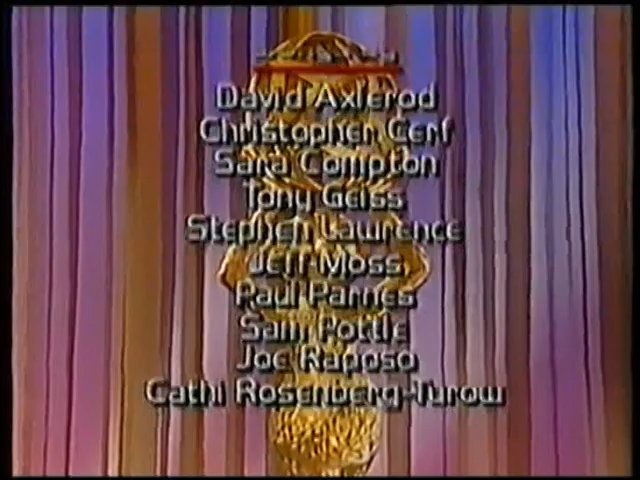 David Axlerod
Christopher Cerf
Sara Compton
Tony Geiss
Stephen Lawrence
Jeff Moss
Paul Parnes
Sam Pottle
Joe Raposo
Cathi Rosenberg-Turow